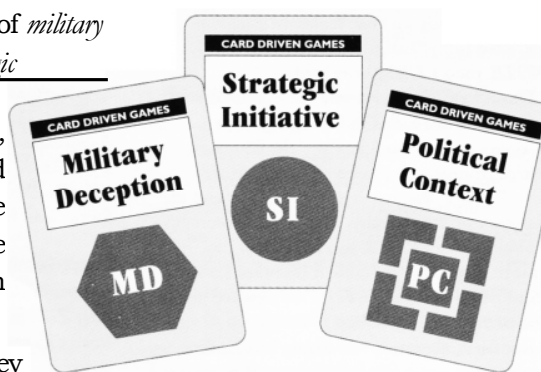 of military
CARD DRIVEN GAMES
Strategic
Initiative
SI
CARD DRIVEN GAMES
Military
Deception
MD
CARD DRIVEN GAMES
Political
Context
PC